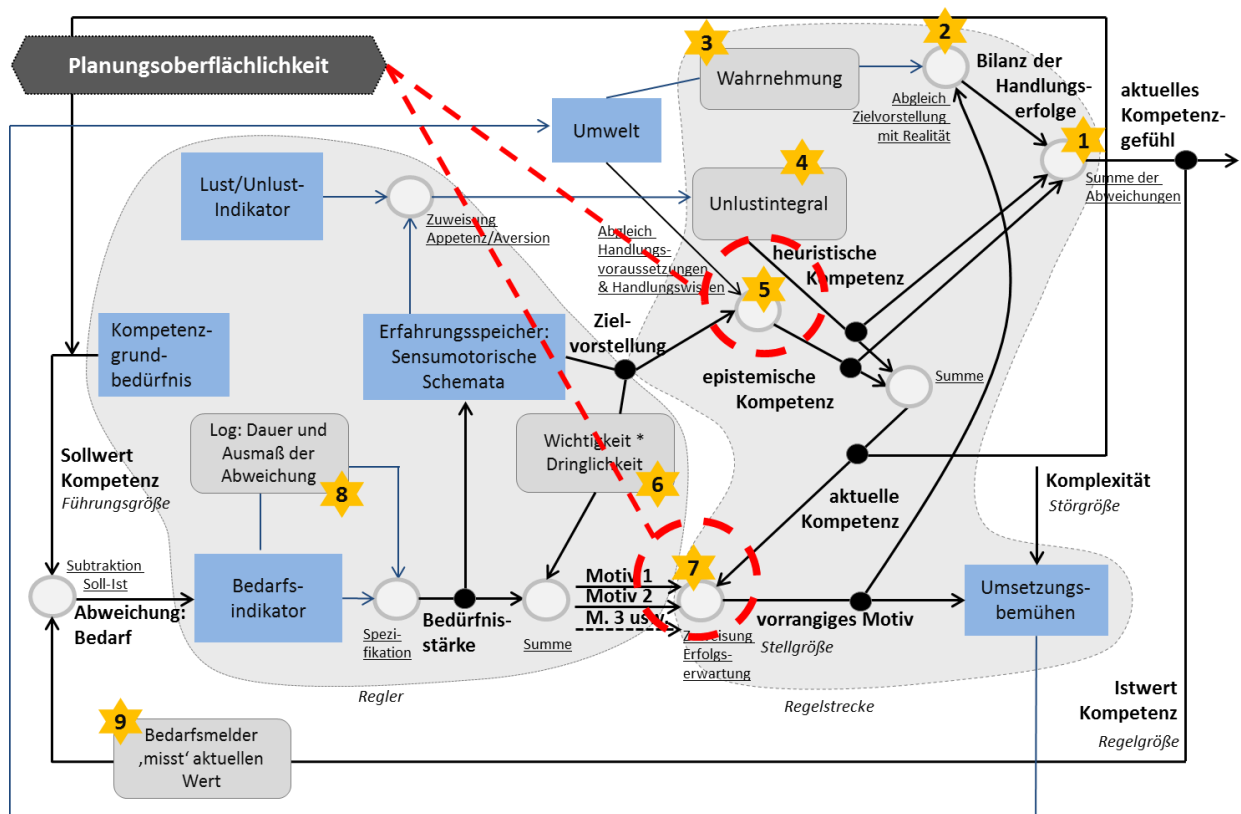 Planungsoberflächlichkeit
3
Wahrnehmung
2
Bilanz der
Handlungs-
erfolge
Abgleich
Zielvorstellung
mit Realität
aktuelles
Kompetenz-
gefühl
1
Summe der
Abweichungen
Umwelt
Lust/Unlust-
Indikator
Zuweisung
Appetenz/Aversion
4
Unlustintegral
Abgleich
Handlungs-
voraussetzungen
& Handlungswissen
heuristische
Kompetenz
5
Kompetenz-
grund-
bedürfnis
Erfahrungsspeicher:
Sensumotorische
Schemata
Ziel-
vorstellung
epistemische
Kompetenz
Summe
Log: Dauer und
Ausmaß der
Abweichung
8
Wichtigkeit *
Dringlichkeit
6
Sollwert
Kompetenz
Führungsgröße
aktuelle
Kompetenz
Komplexität
Störgröße
Subtraktion
Soll-Ist
Abweichung:
Bedarf
Bedarfs-
indikator
Spezi-
fikation
Bedürfnis-
stärke
Summe
Motiv 1
Motiv 2
M. 3 usw.
7
Zuweisung
Erfolgs-
erwartung
vorrangiges Motiv
Stellgröße
Umsetzungs-
bemühen
Regler
Regelstrecke
Istwert
Kompetenz
Regelgröße
9
Bedarfsmelder
‚misst‘ aktuellen
Wert